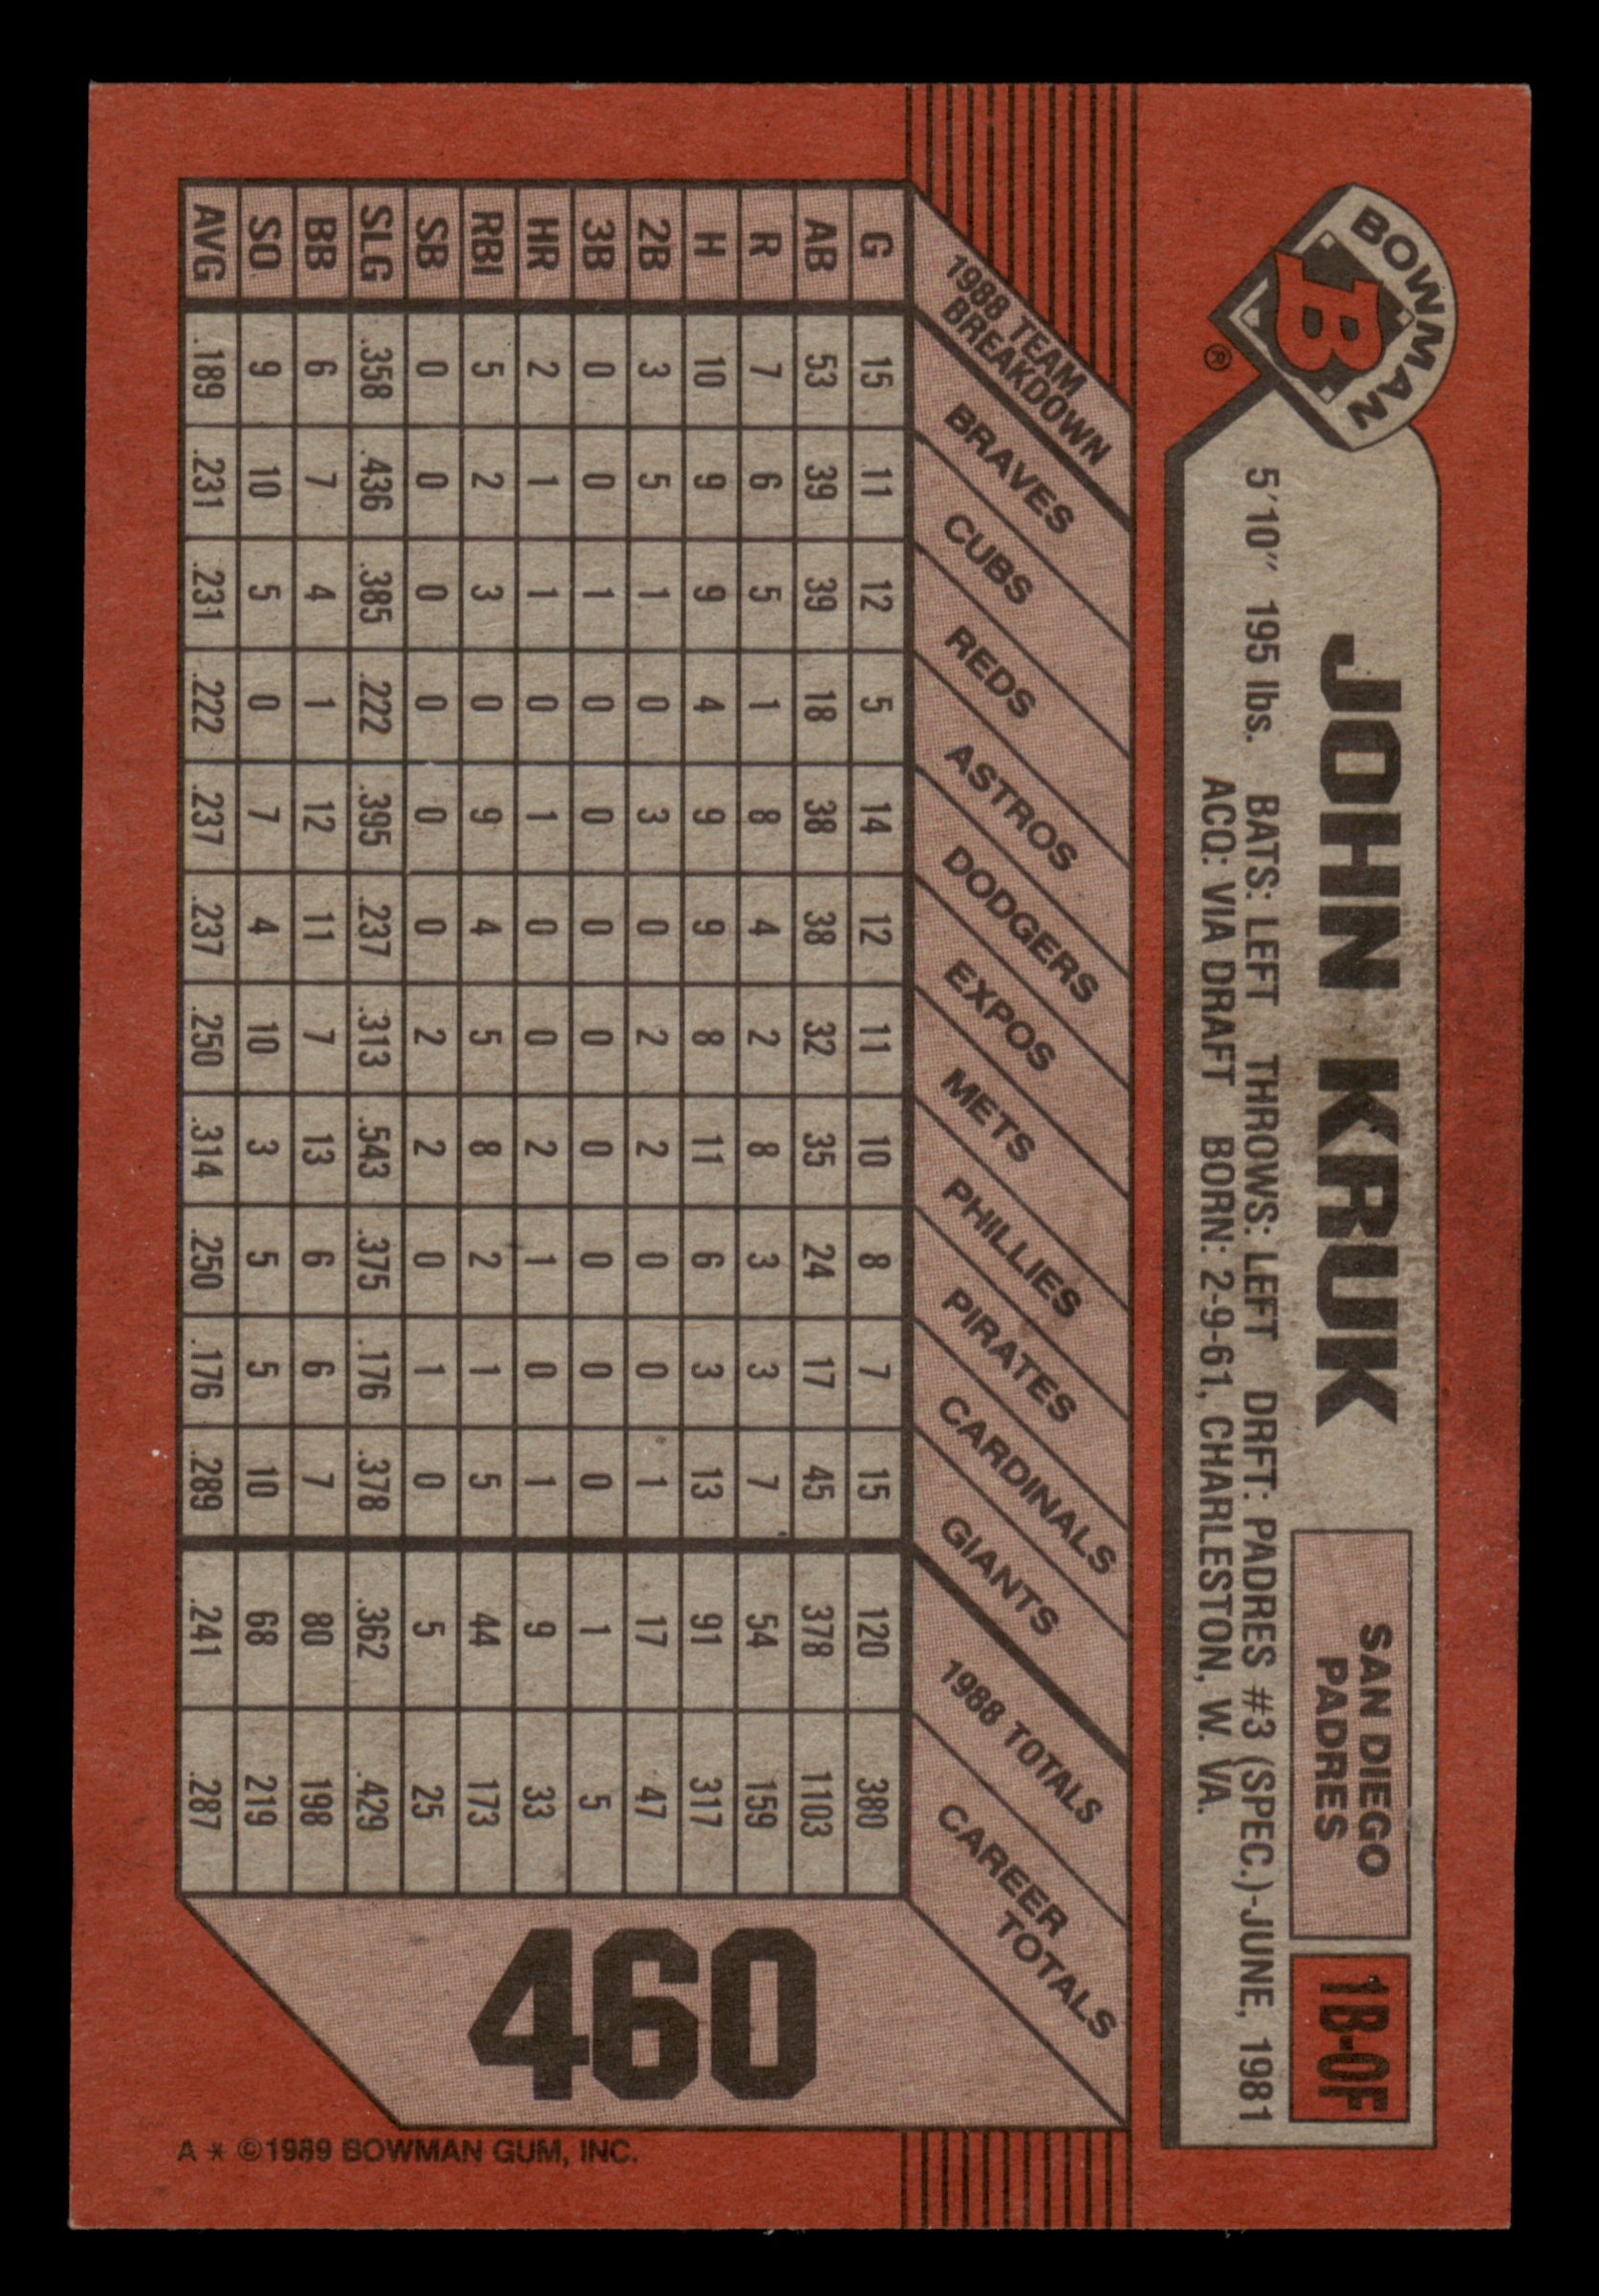 BOWMAN
B
®
JOHN KRUK
SAN DIEGO
PADRES
1B-OF
5'10" 195 lbs. BATS: LEFT THROWS: LEFT DRFT: PADRES #3 (SPEC.)-JUNE, 1981
ACQ: VIA DRAFT BORN: 2-9-61, CHARLESTON, W. VA.
1988 TEAM
BREAKDOWN
BRAVES
CUBS
REDS
ASTROS
DODGERS
EXPOS
METS
PHILLIES
PIRATES
CARDINALS
GIANTS
1988 TOTALS
CAREER
TOTALS
G 15 11 12 5 14 12 11 10 8 7 15 120 380
AB 53 39 39 18 38 38 32 35 24 17 45 378 1103
R 7 6 5 1 8 4 2 8 3 3 7 54 159
H 10 9 9 4 9 9 8 11 6 3 13 91 317
2B 3 5 1 0 3 0 2 2 0 0 1 17 47
3B 0 0 1 0 0 0 0 0 0 0 0 1 5
HR 2 1 1 0 1 0 0 2 1 0 1 9 33
RBI 5 2 3 0 9 4 5 8 2 1 5 44 173
SB 0 0 0 0 0 0 2 2 0 1 0 5 25
SLG .358 .436 .385 .222 .395 .237 .313 .543 .375 .176 .378 .362 .429
BB 6 7 4 1 12 11 7 13 6 6 7 80 198
SO 9 10 5 0 7 4 10 3 5 5 10 68 219
AVG .189 .231 .231 .222 .237 .237 .250 .314 .250 .176 .289 .241 .287
460
A * ©1989 BOWMAN GUM, INC.